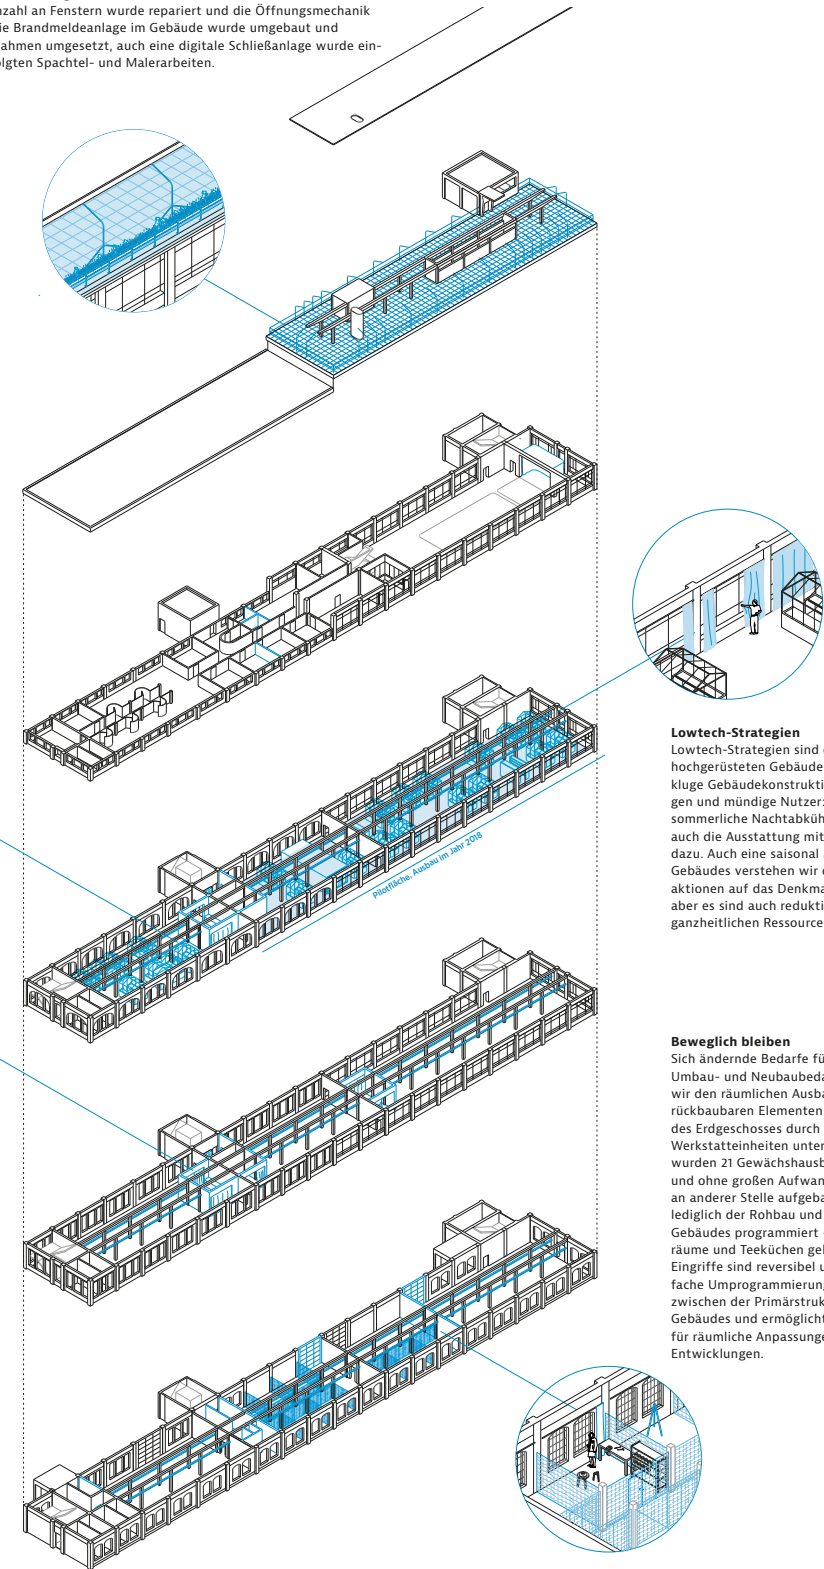 nzahl an Fenstern wurde repariert und die Öffnungsmechanik
ie Brandmeldeanlage im Gebäude wurde umgebaut und
ahmen umgesetzt, auch eine digitale Schließanlage wurde ein-
olgten Spachtel- und Malerarbeiten.
Pilotfläche, Ausbau im Jahr 2018
Lowtech-Strategien
Lowtech-Strategien sind
hochgerüsteten Gebäude
kluge Gebäudekonstrukti
gen und mündige Nutzer:
sommerliche Nachtabküh
auch die Ausstattung mit
dazu. Auch eine saisonal
Gebäudes verstehen wir
aktionen auf das Denkma
aber es sind auch redukti
ganzheitlichen Ressource
Beweglich bleiben
Sich ändernde Bedarfe fü
Umbau- und Neubaubeda
wir den räumlichen Ausba
rückbaubaren Elementen
des Erdgeschosses durch
Werkstatteinheiten unter
wurden 21 Gewächshausb
und ohne großen Aufwan
an anderer Stelle aufgeba
lediglich der Rohbau und
Gebäudes programmiert
räume und Teeküchen gel
Eingriffe sind reversibel u
fache Umprogrammierung
zwischen der Primärstruk
Gebäudes und ermöglicht
für räumliche Anpassunge
Entwicklungen.